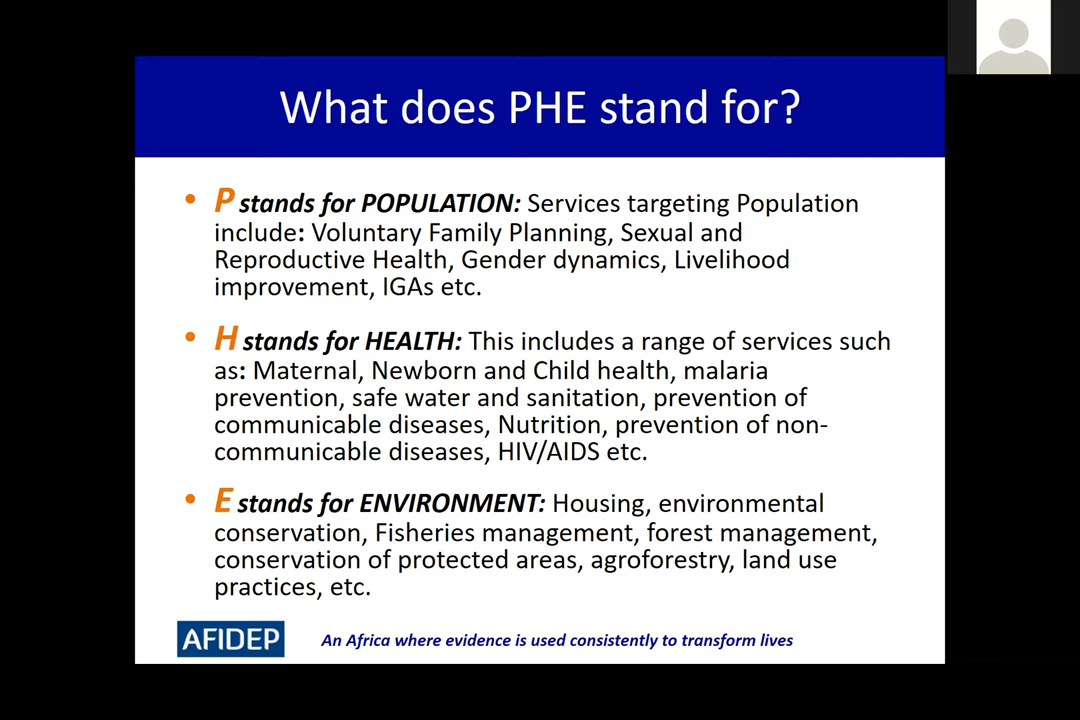 What does PHE stand for?
• P stands for POPULATION: Services targeting Population
include: Voluntary Family Planning, Sexual and
Reproductive Health, Gender dynamics, Livelihood
improvement, IGAs etc.
• H stands for HEALTH: This includes a range of services such
as: Maternal, Newborn and Child health, malaria
prevention, safe water and sanitation, prevention of
communicable diseases, Nutrition, prevention of non-
communicable diseases, HIV/AIDS etc.
• E stands for ENVIRONMENT: Housing, environmental
conservation, Fisheries management, forest management,
conservation of protected areas, agroforestry, land use
practices, etc.
AFIDEP
An Africa where evidence is used consistently to transform lives